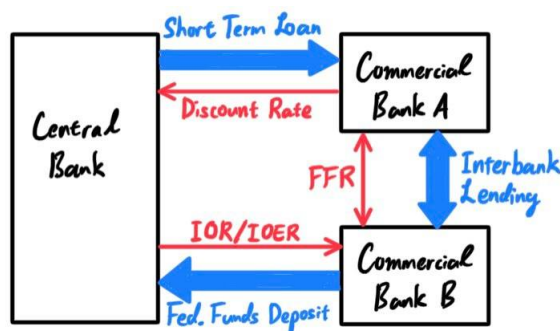 Short Term Loan
Central
Bank
Commercial
Bank A
Discount Rate
FFR
Interbank
Lending
IOR/IOER
Commercial
Bank B
Fed. Funds Deposit